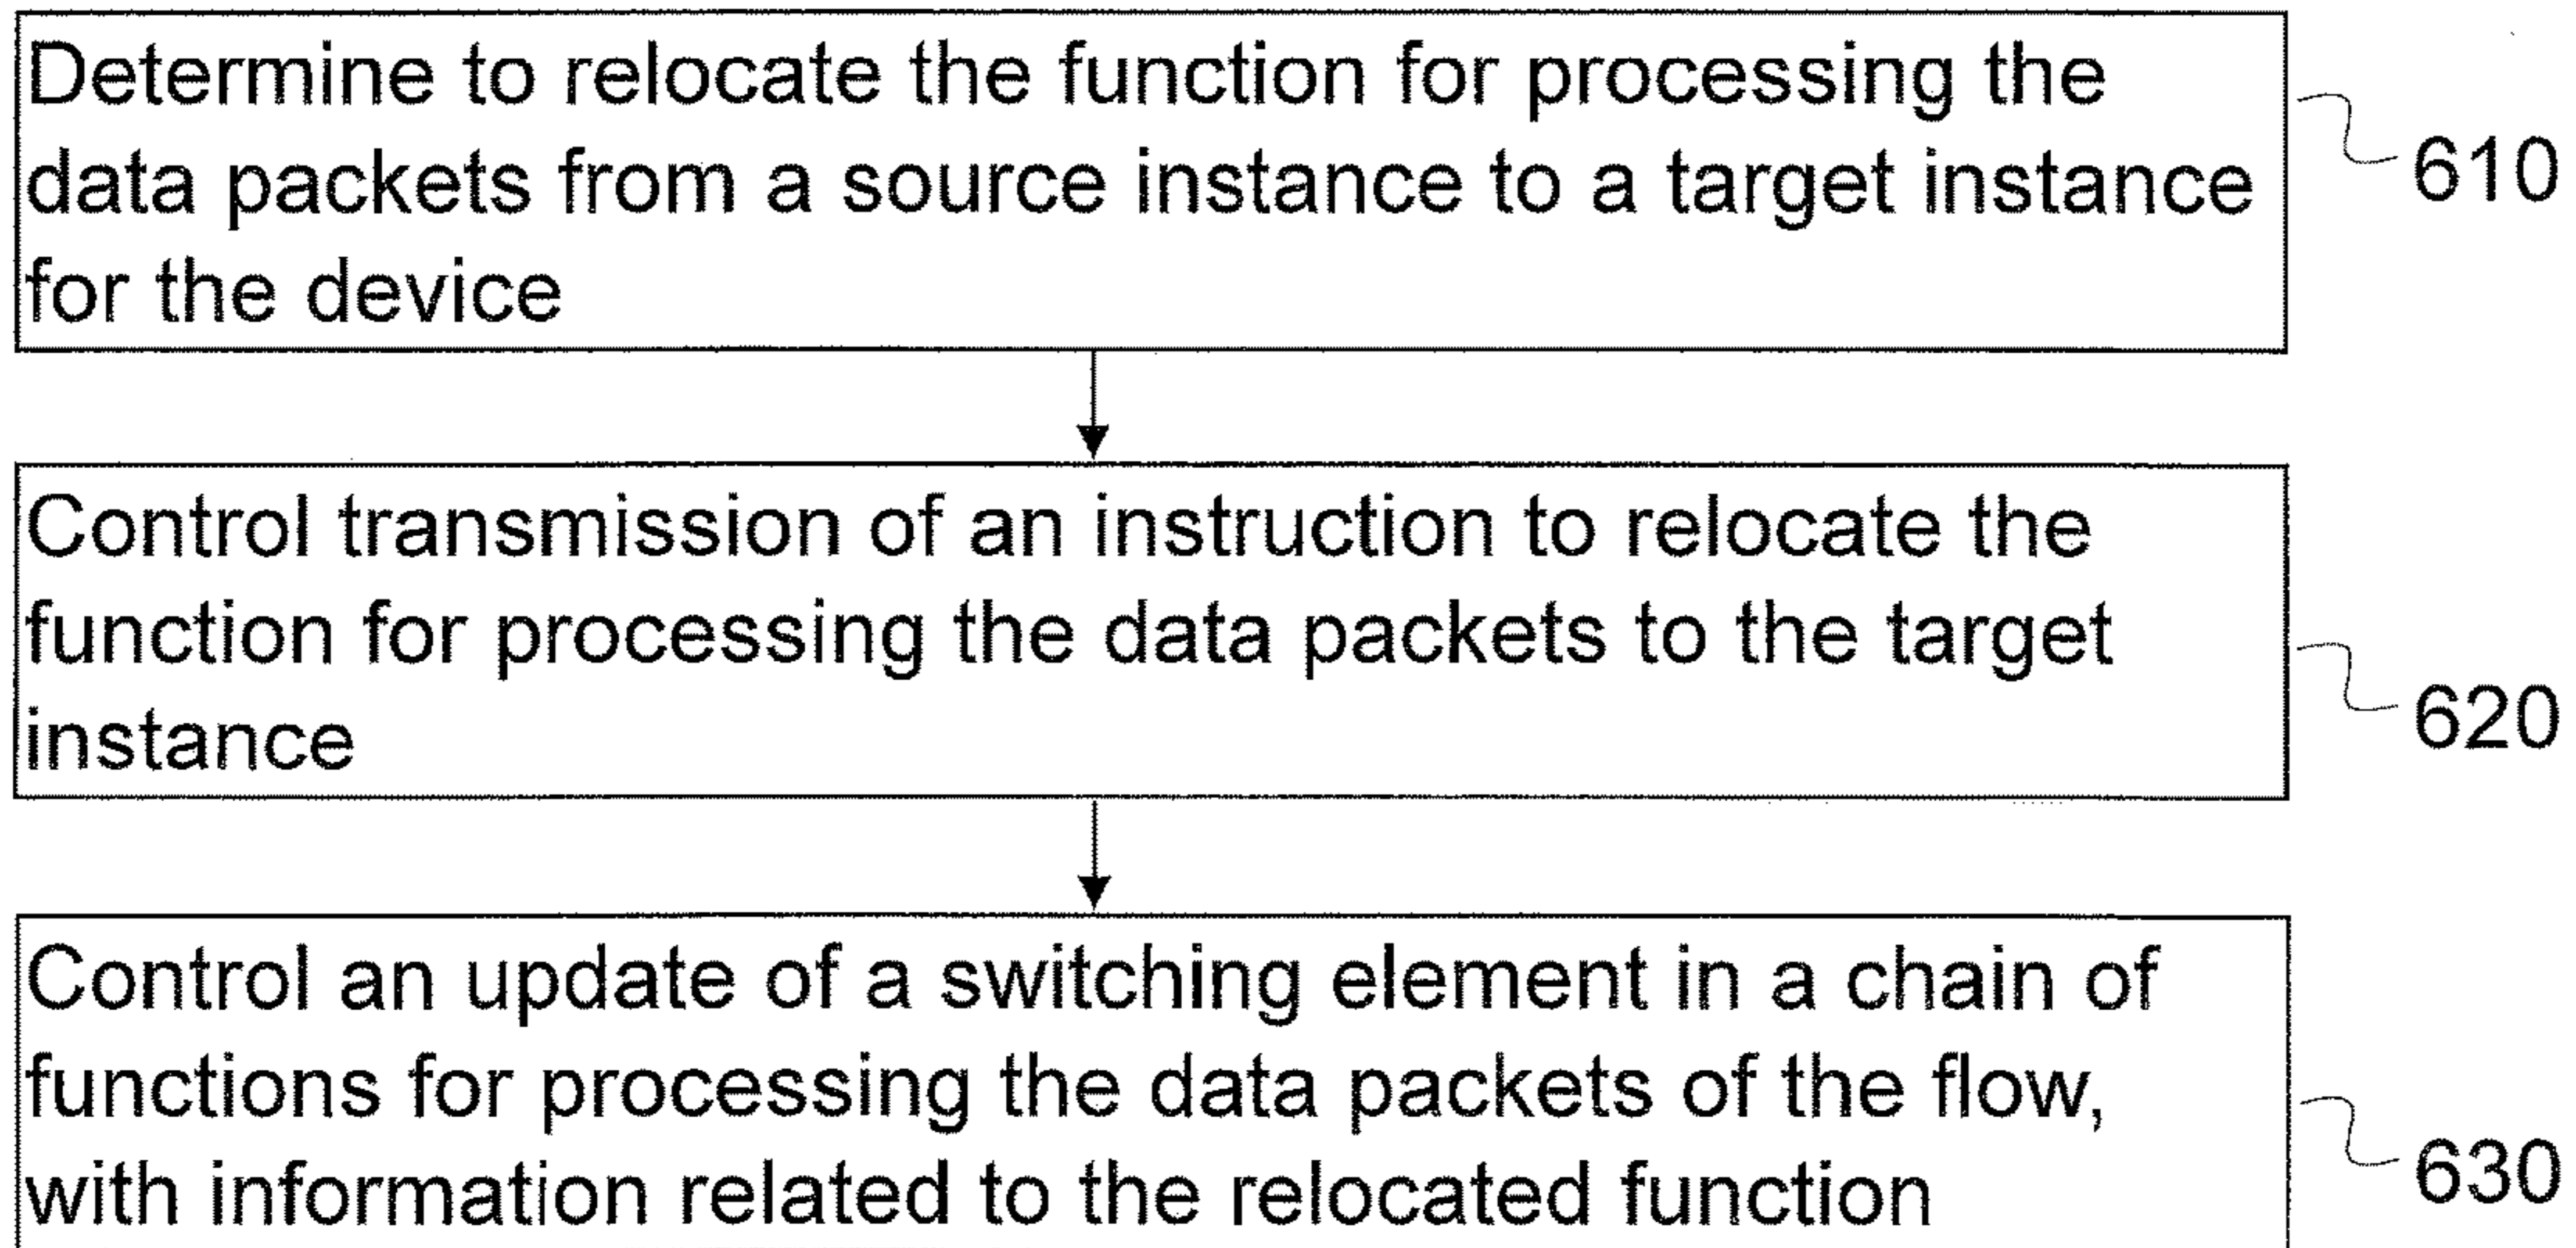 Determine to relocate the function for processing the
data packets from a source instance to a target instance
for the device
610
Control transmission of an instruction to relocate the
function for processing the data packets to the target
instance
620
Control an update of a switching element in a chain of
functions for processing the data packets of the flow,
with information related to the relocated function
630